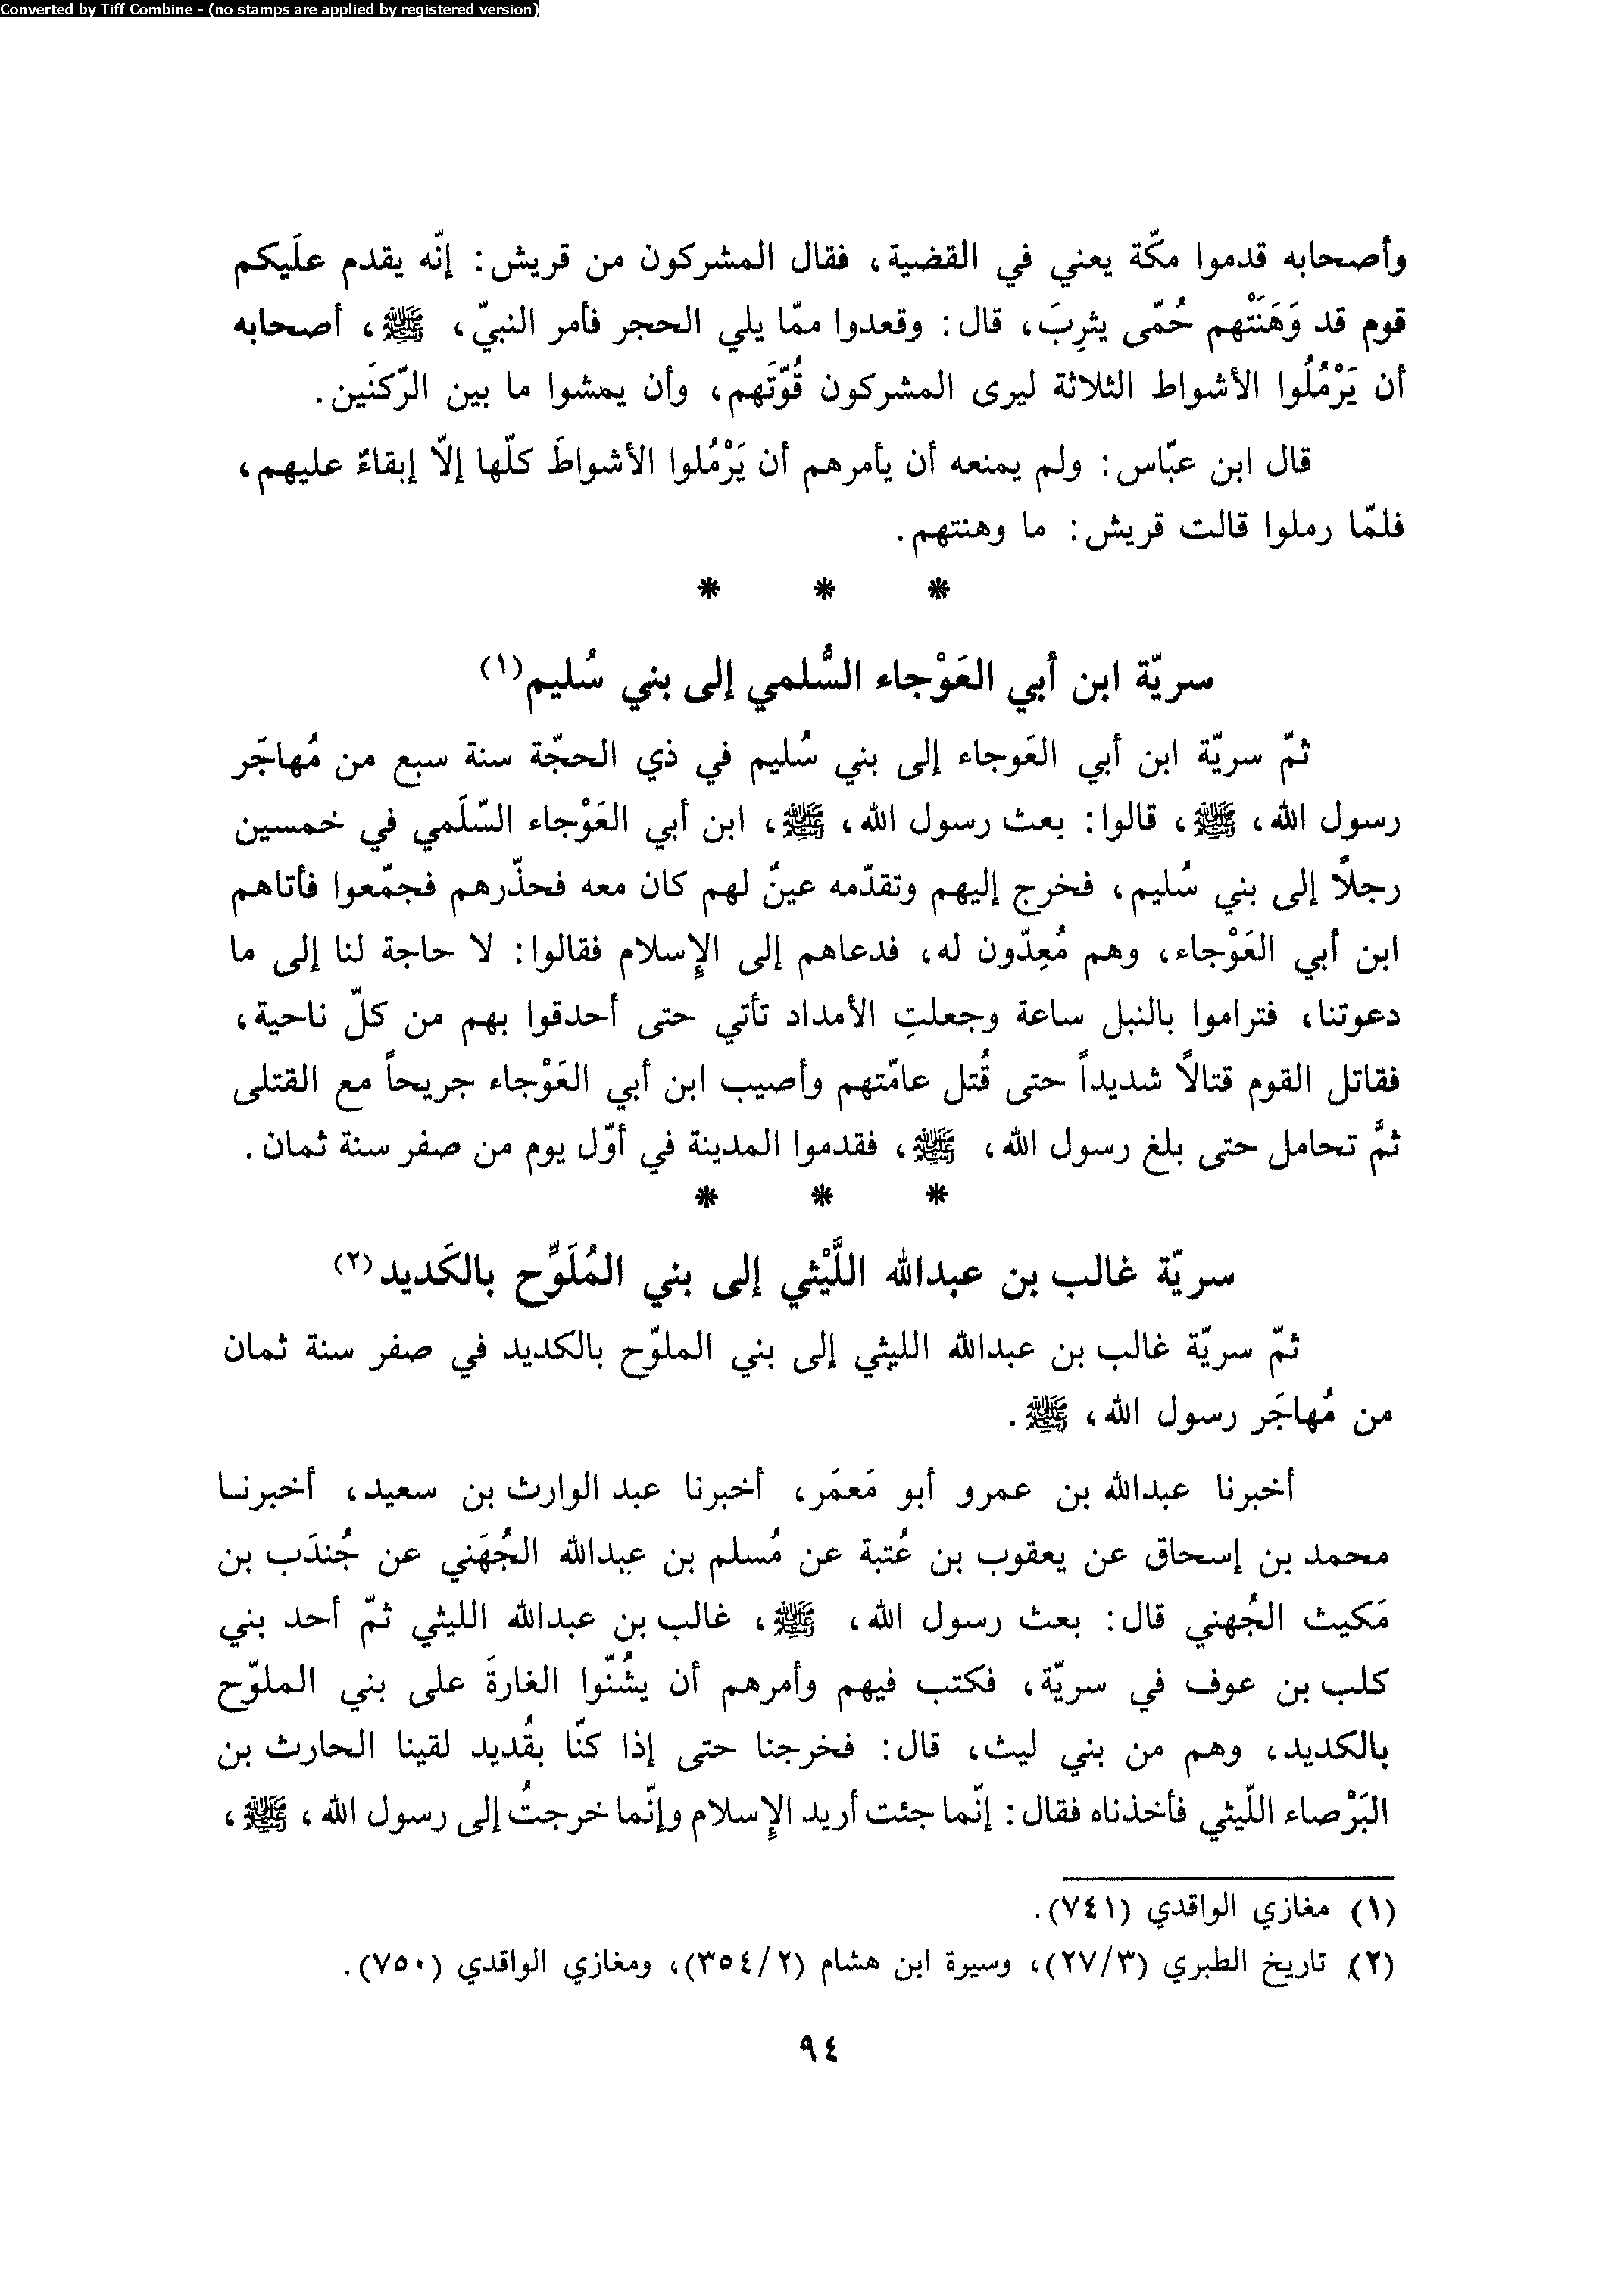 Converted by Tiff Combine - (no stamps are applied by registered version)
وأصحابه قدموا مكّة يعني في القضية، فقال المشركون من قريش: إنّه يقدم علَيكم
قوم قد وَهَنَتْهم حُمّى يثرِبَ، قال: وقعدوا ممّا يلي الحجر فأمر النبيّ، ﷺ، أصحابه
أن يَرْمُلُوا الأشواط الثلاثة ليرى المشركون قُوّتَهم، وأن يمشوا ما بين الرّكنَين.
قال ابن عبّاس: ولم يمنعه أن يأمرهم أن يَرْمُلوا الأشواطَ كلّها إلاّ إبقاءً عليهم،
فلمّا رملوا قالت قريش: ما وهنتهم.
* * *
سريّة ابن أبي العَوْجاء السُّلمي إلى بني سُليم(١)
ثمّ سريّة ابن أبي العَوجاء إلى بني سُليم في ذي الحجّة سنة سبع من مُهاجَر
رسول الله، ﷺ، قالوا: بعث رسول الله، ﷺ، ابن أبي العَوْجاء السّلَمي في خمسين
رجلاً إلى بني سُليم، فخرج إليهم وتقدّمه عينٌ لهم كان معه فحذّرهم فجمّعوا فأتاهم
ابن أبي العَوْجاء، وهم مُعِدّون له، فدعاهم إلى الإسلام فقالوا: لا حاجة لنا إلى ما
دعوتنا، فتراموا بالنبل ساعة وجعلتِ الأمداد تأتي حتى أحدقوا بهم من كلّ ناحية،
فقاتل القوم قتالاً شديداً حتى قُتل عامّتهم وأصيب ابن أبي العَوْجاء جريحاً مع القتلى
ثمَّ تحامل حتى بلغ رسول الله، ﷺ، فقدموا المدينة في أوّل يوم من صفر سنة ثمان.
* * *
سريّة غالب بن عبدالله اللَّيْثي إلى بني المُلَوِّح بالكَديد(٢)
ثمّ سريّة غالب بن عبدالله الليثي إلى بني الملوّح بالكديد في صفر سنة ثمان
من مُهاجَر رسول الله، ﷺ.
أخبرنا عبدالله بن عمرو أبو مَعمَر، أخبرنا عبد الوارث بن سعيد، أخبرنا
محمد بن إسحاق عن يعقوب بن عُتبة عن مُسلم بن عبدالله الجُهَني عن جُندَب بن
مَكيث الجُهني قال: بعث رسول الله، ﷺ، غالب بن عبدالله الليثي ثمّ أحد بني
كلب بن عوف في سريّة، فكتب فيهم وأمرهم أن يشُنّوا الغارةَ على بني الملوّح
بالكديد، وهم من بني ليث، قال: فخرجنا حتى إذا كنّا بقُديد لقينا الحارث بن
البَرْصاء اللّيثي فأخذناه فقال: إنّما جئت أريد الإسلام وإنّما خرجتُ إلى رسول الله، ﷺ،
(١) مغازي الواقدي (٧٤١).
(٢) تاريخ الطبري (٢٧/٣)، وسيرة ابن هشام (٣٥٤/٢)، ومغازي الواقدي (٧٥٠).
٩٤